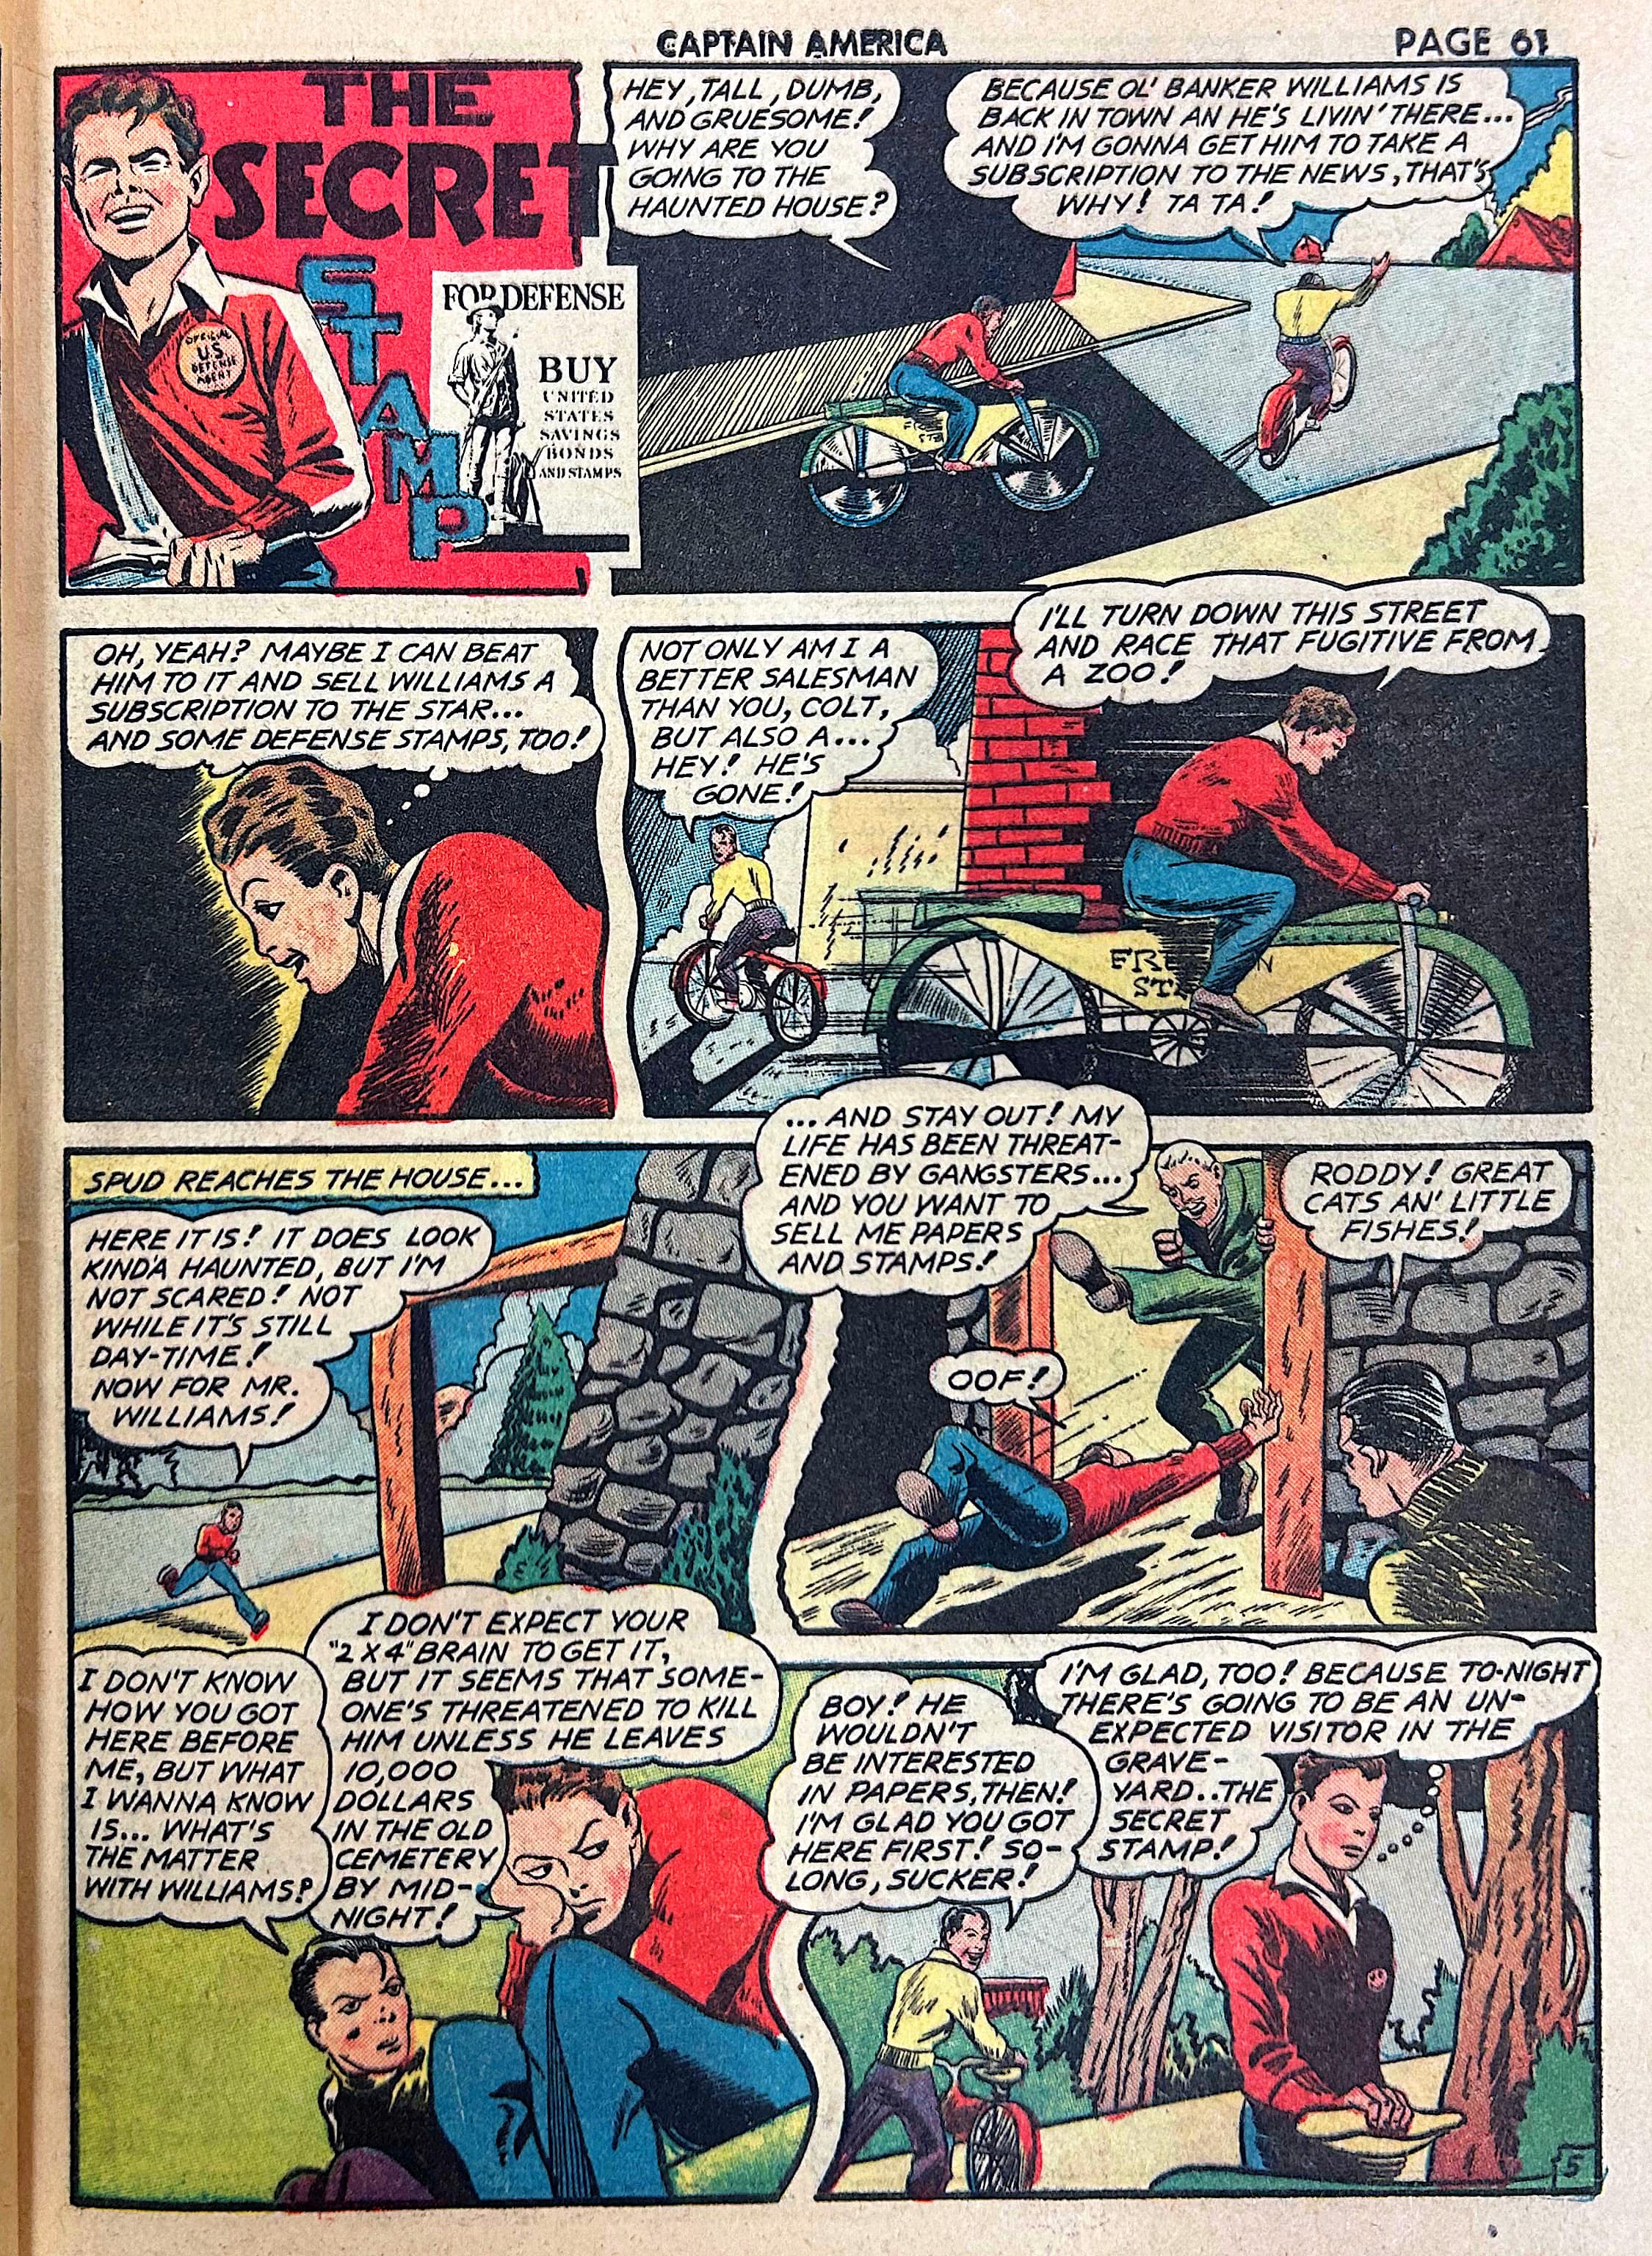 CAPTAIN AMERICA
PAGE 61
THE
SECRET
STAMP
OFFICIAL
U.S.
DEFENSE
AGENT
FOR DEFENSE
BUY
UNITED
STATES
SAVINGS
BONDS
AND STAMPS
HEY, TALL, DUMB,
AND GRUESOME!
WHY ARE YOU
GOING TO THE
HAUNTED HOUSE?
BECAUSE OL' BANKER WILLIAMS IS
BACK IN TOWN AN HE'S LIVIN' THERE...
AND I'M GONNA GET HIM TO TAKE A
SUBSCRIPTION TO THE NEWS, THAT'S
WHY! TA TA!
OH, YEAH? MAYBE I CAN BEAT
HIM TO IT AND SELL WILLIAMS A
SUBSCRIPTION TO THE STAR...
AND SOME DEFENSE STAMPS, TOO!
NOT ONLY AM I A
BETTER SALESMAN
THAN YOU, COLT,
BUT ALSO A...
HEY! HE'S
GONE!
I'LL TURN DOWN THIS STREET
AND RACE THAT FUGITIVE FROM
A ZOO!
SPUD REACHES THE HOUSE...
HERE IT IS! IT DOES LOOK
KINDA HAUNTED, BUT I'M
NOT SCARED! NOT
WHILE IT'S STILL
DAY-TIME!
NOW FOR MR.
WILLIAMS!
... AND STAY OUT! MY
LIFE HAS BEEN THREAT-
ENED BY GANGSTERS...
AND YOU WANT TO
SELL ME PAPERS
AND STAMPS!
OOF!
RODDY! GREAT
CATS AN' LITTLE
FISHES!
I DON'T KNOW
HOW YOU GOT
HERE BEFORE
ME, BUT WHAT
I WANNA KNOW
IS... WHAT'S
THE MATTER
WITH WILLIAMS?
I DON'T EXPECT YOUR
"2 X 4" BRAIN TO GET IT,
BUT IT SEEMS THAT SOME-
ONE'S THREATENED TO KILL
HIM UNLESS HE LEAVES
10,000
DOLLARS
IN THE OLD
CEMETERY
BY MID-
NIGHT!
BOY! HE
WOULDN'T
BE INTERESTED
IN PAPERS, THEN!
I'M GLAD YOU GOT
HERE FIRST! SO-
LONG, SUCKER!
I'M GLAD, TOO! BECAUSE TO-NIGHT
THERE'S GOING TO BE AN UN-
EXPECTED VISITOR IN THE
GRAVE-
YARD.. THE
SECRET
STAMP!
5